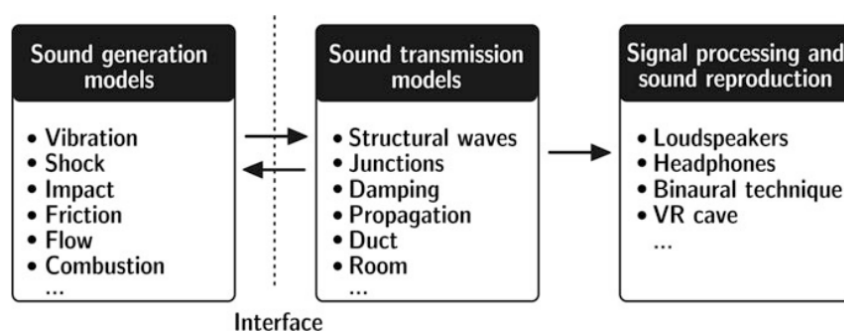 Sound generation
models
• Vibration
• Shock
• Impact
• Friction
• Flow
• Combustion
...
Interface
Sound transmission
models
• Structural waves
• Junctions
• Damping
• Propagation
• Duct
• Room
...
Signal processing and
sound reproduction
• Loudspeakers
• Headphones
• Binaural technique
• VR cave
...